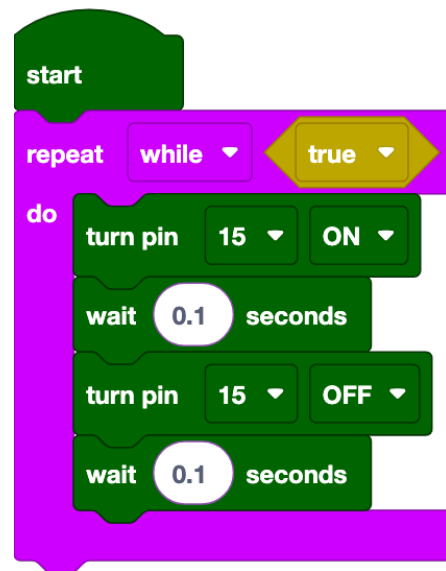 start
repeat while true
do
turn pin 15 ON
wait 0.1 seconds
turn pin 15 OFF
wait 0.1 seconds